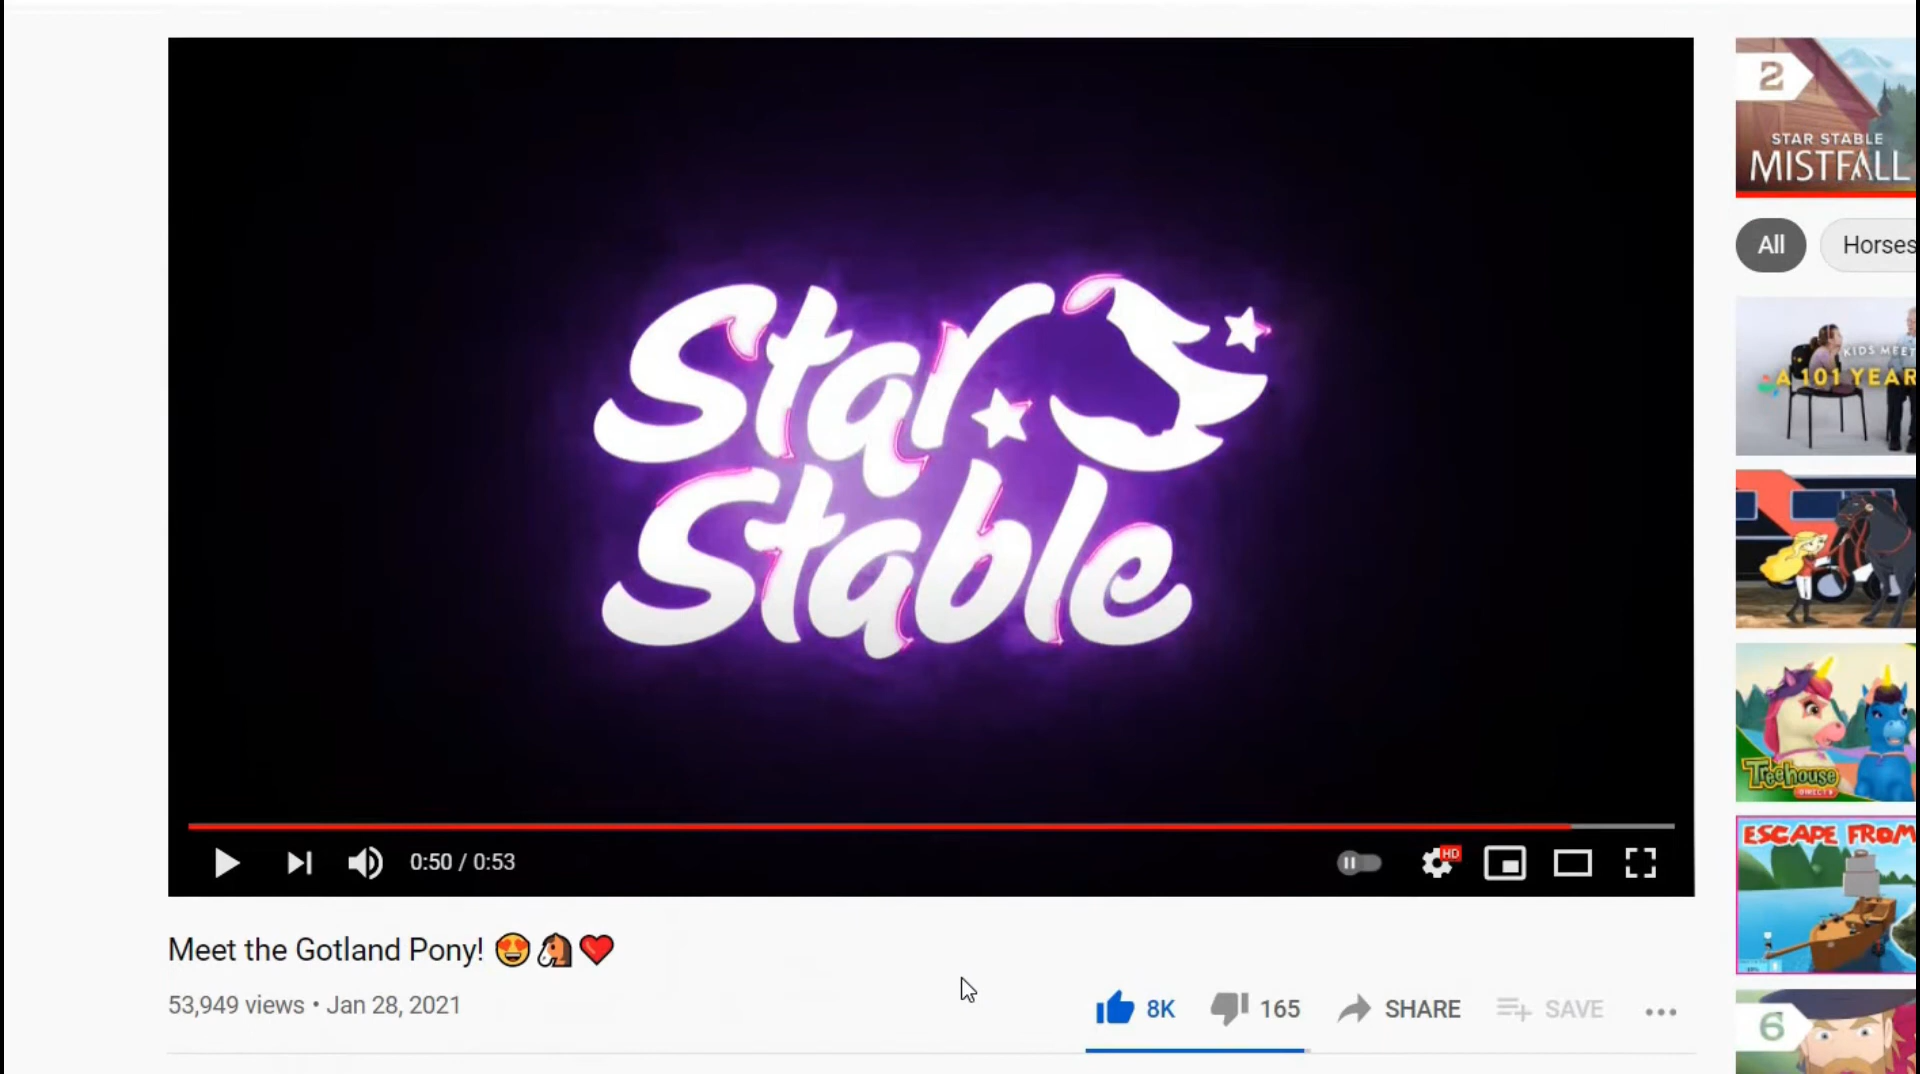 Star
Stable
0:50 / 0:53
HD
Meet the Gotland Pony! 😍🐴❤️
53,949 views • Jan 28, 2021
8K
165
SHARE
SAVE
2
STAR STABLE
MISTFALL
All
Horses
KIDS MEET
A 101 YEAR
Treehouse
DIRECT
ESCAPE FROM
6